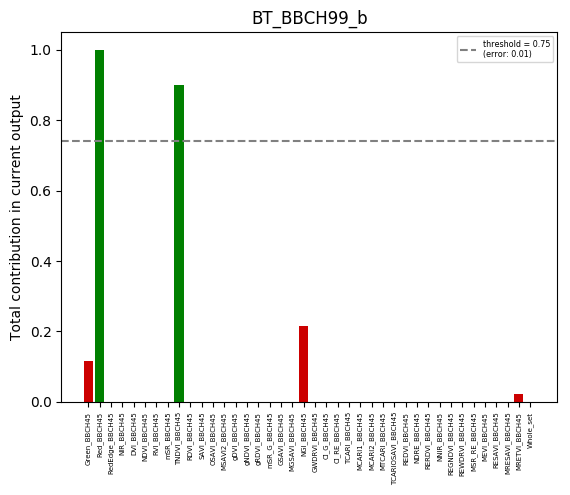 BT_BBCH99_b
threshold = 0.75
(error: 0.01)
Total contribution in current output
1.0
0.8
0.6
0.4
0.2
0.0
Green_BBCH45
Red_BBCH45
RedEdge_BBCH45
NIR_BBCH45
DVI_BBCH45
NDVI_BBCH45
RVI_BBCH45
mSR_BBCH45
TNDVI_BBCH45
RDVI_BBCH45
SAVI_BBCH45
OSAVI_BBCH45
MSAVI2_BBCH45
gDVI_BBCH45
gNDVI_BBCH45
gRDVI_BBCH45
mSR_G_BBCH45
GSAVI_BBCH45
MGSAVI_BBCH45
NGI_BBCH45
GWDRVI_BBCH45
CI_G_BBCH45
CI_RE_BBCH45
TCARI_BBCH45
MCARI1_BBCH45
MCARI2_BBCH45
MTCARI_BBCH45
TCARIOSAVI_BBCH45
REDVI_BBCH45
NDRE_BBCH45
RERDVI_BBCH45
NNIR_BBCH45
REGNDVI_BBCH45
REWDRVI_BBCH45
MSR_RE_BBCH45
MEVI_BBCH45
RESAVI_BBCH45
MRESAVI_BBCH45
MRETVI_BBCH45
Whole_set